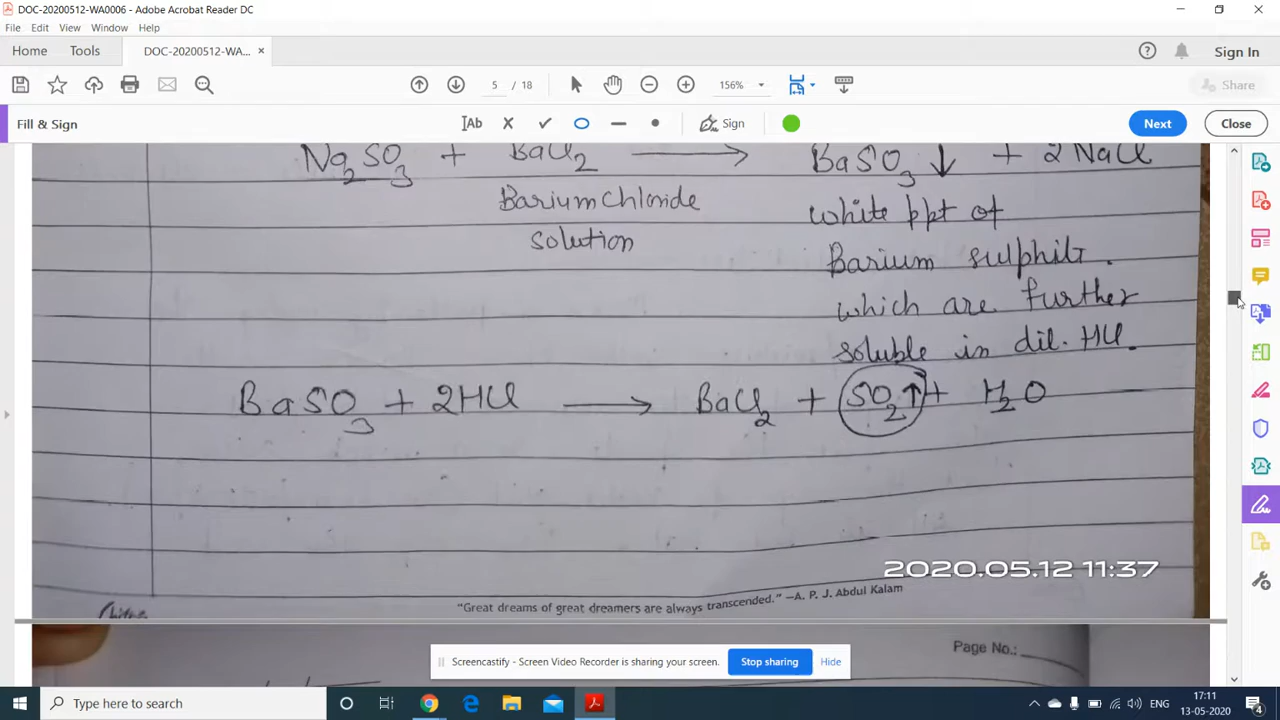 DOC-20200512-WA0006 - Adobe Acrobat Reader DC
File Edit View Window Help
Home Tools DOC-20200512-WA... × Sign In
5 / 18 156% Share
Fill & Sign Ab Sign Next Close
Na2SO3 + BaCl2 ⟶ BaSO3 ↓ + 2 NaCl
Barium Chloride white ppt of
solution Barium sulphite.
which are further
soluble in dil. HCl.
BaSO3 + 2HCl ⟶ BaCl2 + SO2↑ + H2O
2020.05.12 11:37
"Great dreams of great dreamers are always transcended." —A. P. J. Abdul Kalam
Page No.:
Screencastify - Screen Video Recorder is sharing your screen. Stop sharing Hide
Type here to search ENG 17:11
13-05-2020 4